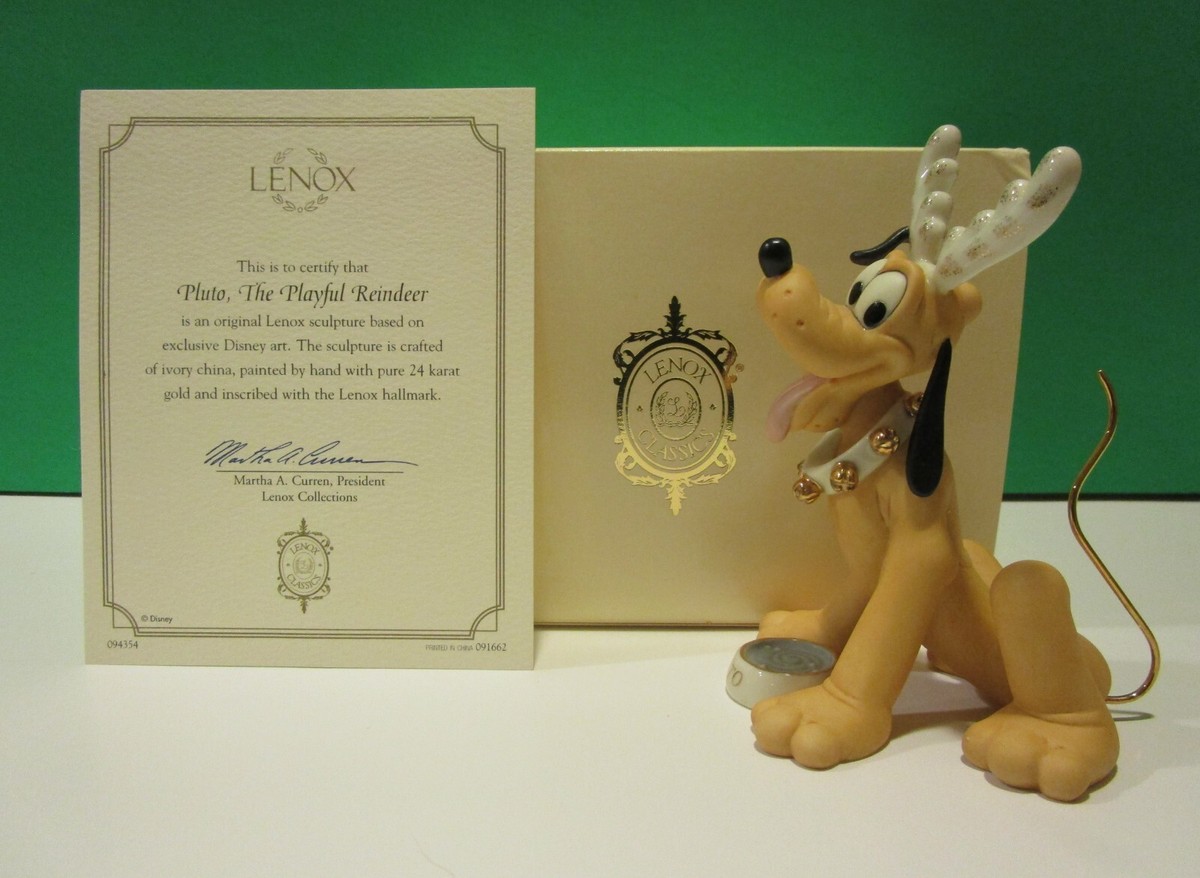 LENOX
This is to certify that
Pluto, The Playful Reindeer
is an original Lenox sculpture based on
exclusive Disney art. The sculpture is crafted
of ivory china, painted by hand with pure 24 karat
gold and inscribed with the Lenox hallmark.
Martha A. Curren
Martha A. Curren, President
Lenox Collections
LENOX
CLASSICS
© Disney
094354
PRINTED IN CHINA 091662
LENOX
L
CLASSICS
TO